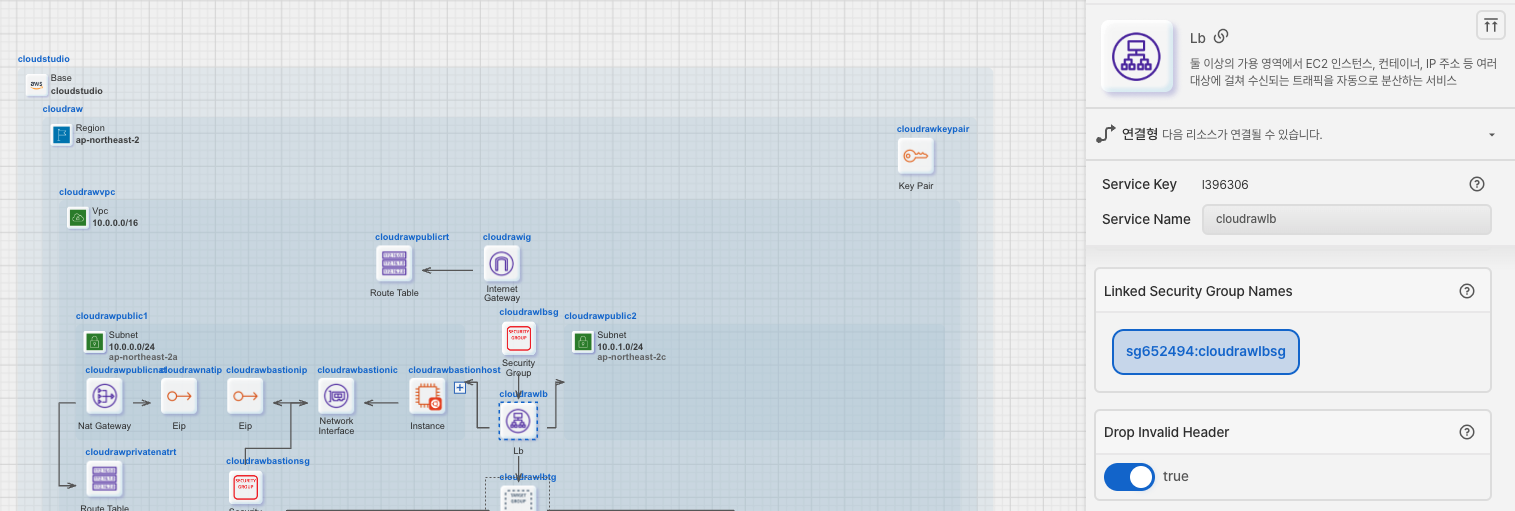 cloudstudio
aws
Base
cloudstudio
cloudraw
Region
ap-northeast-2
cloudrawkeypair
Key Pair
cloudrawvpc
Vpc
10.0.0.0/16
cloudrawpublicrt
Route Table
cloudrawig
Internet
Gateway
cloudrawpublic1
Subnet
10.0.0.0/24
ap-northeast-2a
cloudrawlbsg
SECURITY
GROUP
Security
Group
cloudrawpublic2
Subnet
10.0.1.0/24
ap-northeast-2c
Nat Gateway
Eip
cloudrawbastionip
Eip
cloudrawbastionic
Network
Interface
cloudrawbastionhost
Instance
cloudrawlb
Lb
cloudrawprivatenatrt
Route Table
cloudrawbastionsg
SECURITY
GROUP
cloudrawlbtg
TARGET
GROUP
Lb
둘 이상의 가용 영역에서 EC2 인스턴스, 컨테이너, IP 주소 등 여러
대상에 걸쳐 수신되는 트래픽을 자동으로 분산하는 서비스
연결형 다음 리소스가 연결될 수 있습니다.
Service Key l396306
Service Name cloudrawlb
Linked Security Group Names
sg652494:cloudrawlbsg
Drop Invalid Header
true